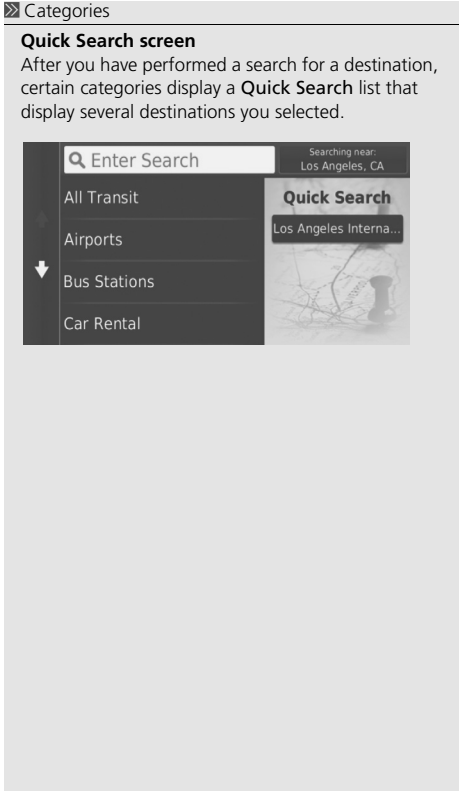 Categories
Quick Search screen
After you have performed a search for a destination,
certain categories display a Quick Search list that
display several destinations you selected.
Enter Search
Searching near:
Los Angeles, CA
All Transit
Airports
Bus Stations
Car Rental
Quick Search
Los Angeles Interna...